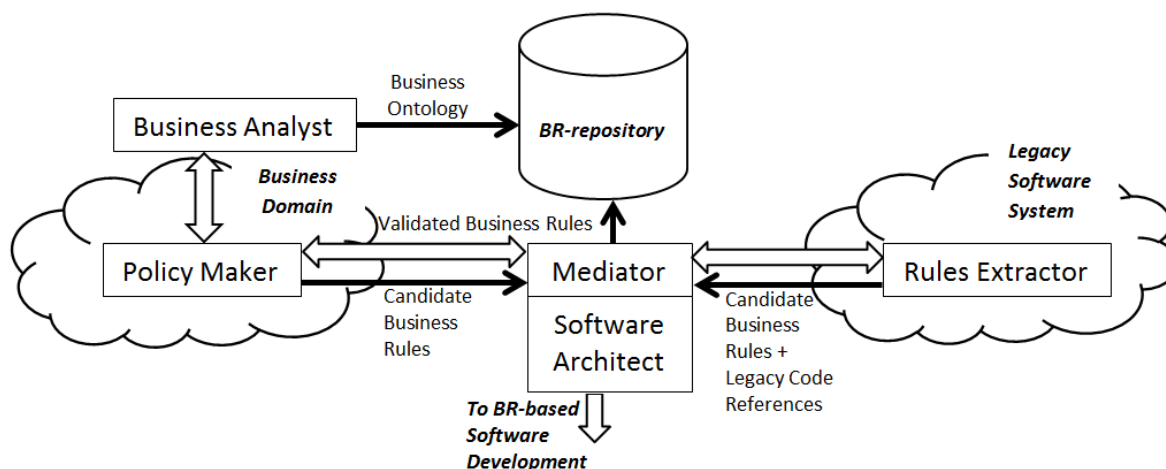 Business
Ontology
Business Analyst
BR-repository
Business
Domain
Legacy
Software
System
Validated Business Rules
Policy Maker
Mediator
Rules Extractor
Candidate
Business
Rules
Software
Architect
Candidate
Business
Rules +
Legacy Code
References
To BR-based
Software
Development